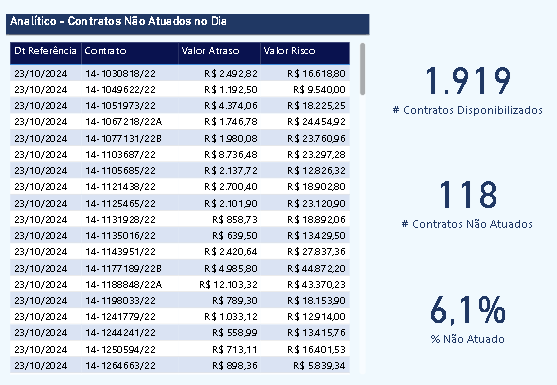 Analítico - Contratos Não Atuados no Dia
Dt Referência Contrato Valor Atraso Valor Risco
23/10/2024 14-1030818/22 R$ 2.492,82 R$ 16.618,80
23/10/2024 14-1049622/22 R$ 1.192,50 R$ 9.540,00
23/10/2024 14-1051973/22 R$ 4.374,06 R$ 18.225,25
23/10/2024 14-1067218/22A R$ 1.746,78 R$ 24.454,92
23/10/2024 14-1077131/22B R$ 1.980,08 R$ 23.760,96
23/10/2024 14-1103687/22 R$ 8.736,48 R$ 23.297,28
23/10/2024 14-1105685/22 R$ 2.137,72 R$ 12.826,32
23/10/2024 14-1121438/22 R$ 2.700,40 R$ 18.902,80
23/10/2024 14-1125465/22 R$ 2.101,90 R$ 23.120,90
23/10/2024 14-1131928/22 R$ 858,73 R$ 18.892,06
23/10/2024 14-1135016/22 R$ 639,50 R$ 13.429,50
23/10/2024 14-1143951/22 R$ 2.420,64 R$ 27.837,36
23/10/2024 14-1177189/22B R$ 4.985,80 R$ 44.872,20
23/10/2024 14-1188848/22A R$ 12.103,32 R$ 43.370,23
23/10/2024 14-1198033/22 R$ 789,30 R$ 18.153,90
23/10/2024 14-1241779/22 R$ 1.033,12 R$ 12.914,00
23/10/2024 14-1244241/22 R$ 558,99 R$ 13.415,76
23/10/2024 14-1250594/22 R$ 713,11 R$ 16.401,53
23/10/2024 14-1264663/22 R$ 898,36 R$ 5.839,34
1.919
# Contratos Disponibilizados
118
# Contratos Não Atuados
6,1%
% Não Atuado